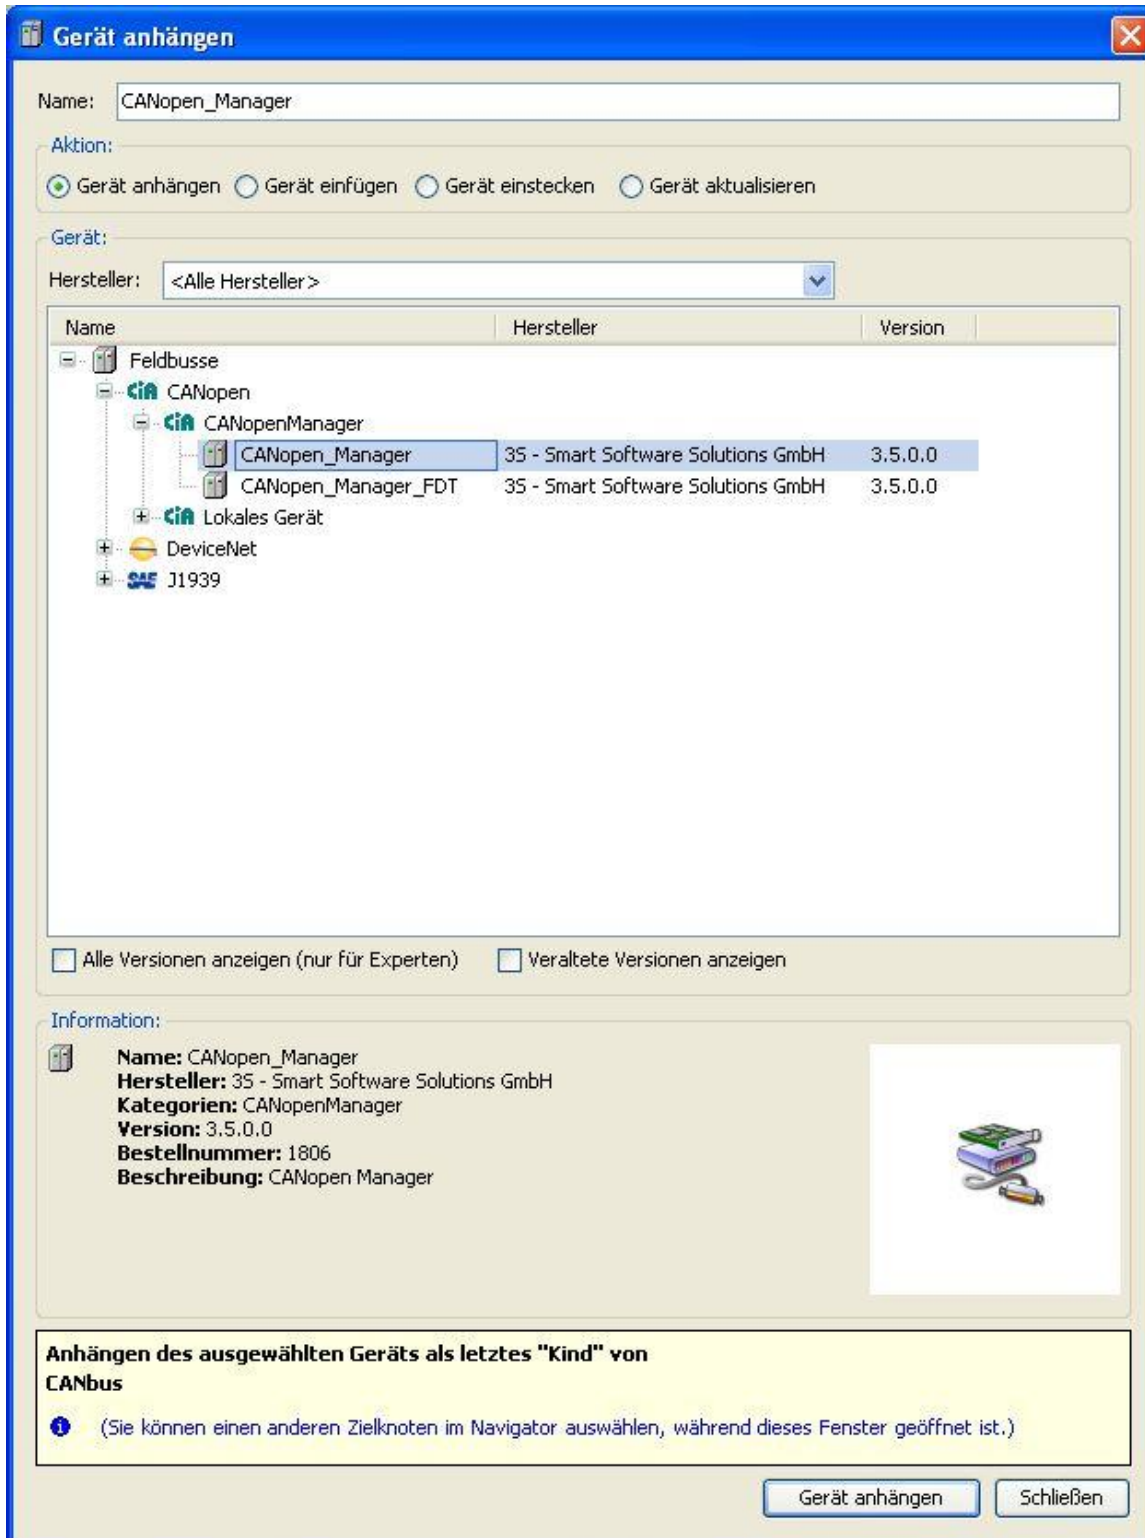 Gerät anhängen
Name: CANopen_Manager
Aktion:
Gerät anhängen Gerät einfügen Gerät einstecken Gerät aktualisieren
Gerät:
Hersteller: <Alle Hersteller>
Name Hersteller Version
Feldbusse
CiA CANopen
CiA CANopenManager
CANopen_Manager 3S - Smart Software Solutions GmbH 3.5.0.0
CANopen_Manager_FDT 3S - Smart Software Solutions GmbH 3.5.0.0
CiA Lokales Gerät
DeviceNet
SAE J1939
Alle Versionen anzeigen (nur für Experten) Veraltete Versionen anzeigen
Information:
Name: CANopen_Manager
Hersteller: 3S - Smart Software Solutions GmbH
Kategorien: CANopenManager
Version: 3.5.0.0
Bestellnummer: 1806
Beschreibung: CANopen Manager
Anhängen des ausgewählten Geräts als letztes "Kind" von
CANbus
(Sie können einen anderen Zielknoten im Navigator auswählen, während dieses Fenster geöffnet ist.)
Gerät anhängen Schließen